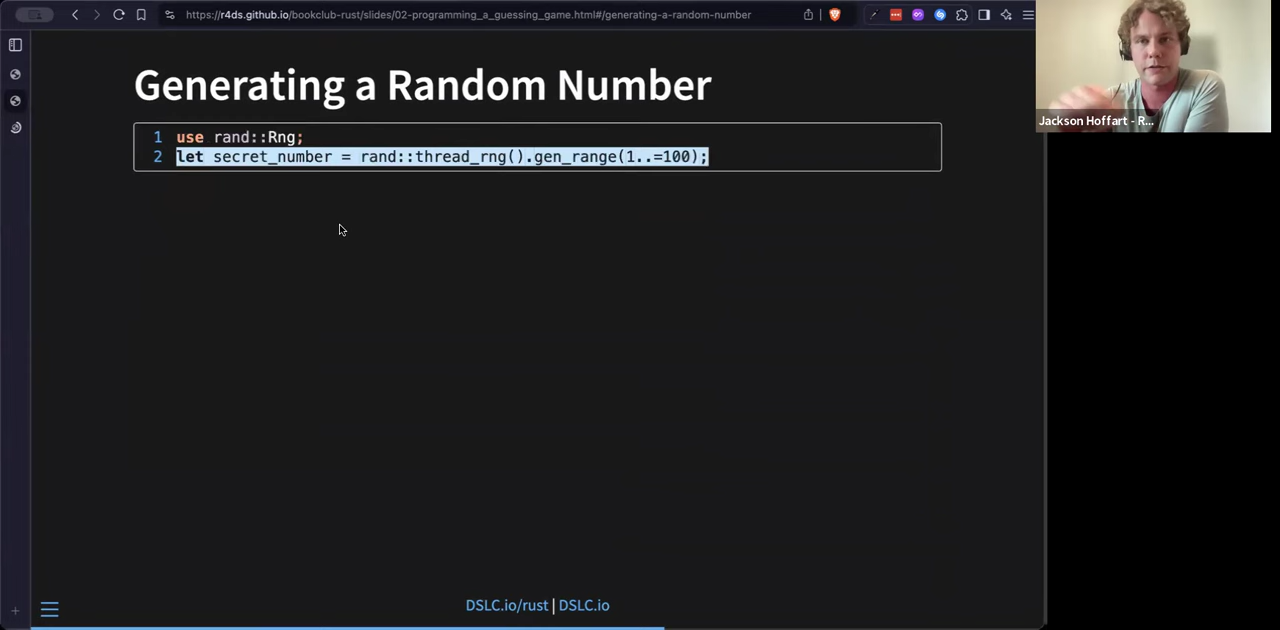 https://r4ds.github.io/bookclub-rust/slides/02-programming_a_guessing_game.html#/generating-a-random-number
Jackson Hoffart - R...
Generating a Random Number
1 use rand::Rng;
2 let secret_number = rand::thread_rng().gen_range(1..=100);
DSLC.io/rust | DSLC.io